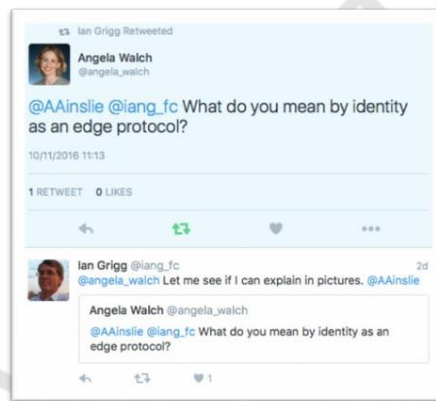 Ian Grigg Retweeted
Angela Walch
@angela_walch
@AAinslie @iang_fc What do you mean by identity
as an edge protocol?
10/11/2016 11:13
1 RETWEET 0 LIKES
Ian Grigg @iang_fc 2d
@angela_walch Let me see if I can explain in pictures. @AAinslie
Angela Walch @angela_walch
@AAinslie @iang_fc What do you mean by identity as an
edge protocol?
1